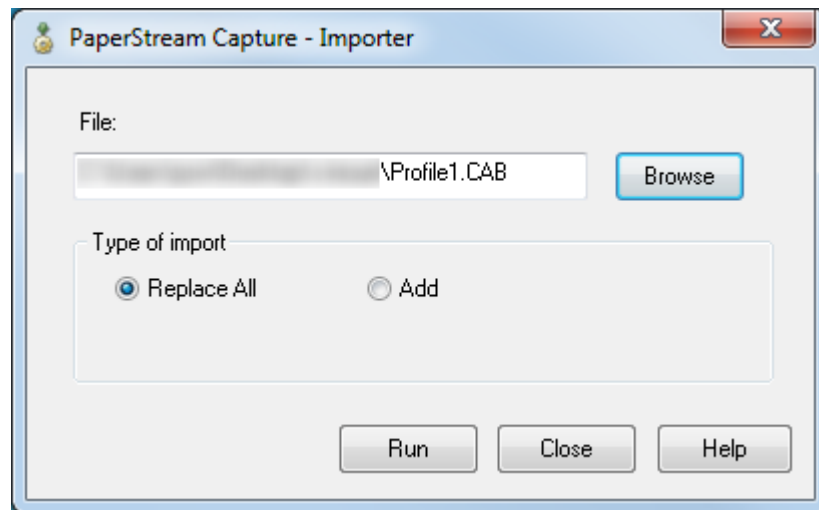 PaperStream Capture - Importer
File:
\Profile1.CAB
Browse
Type of import
Replace All
Add
Run
Close
Help